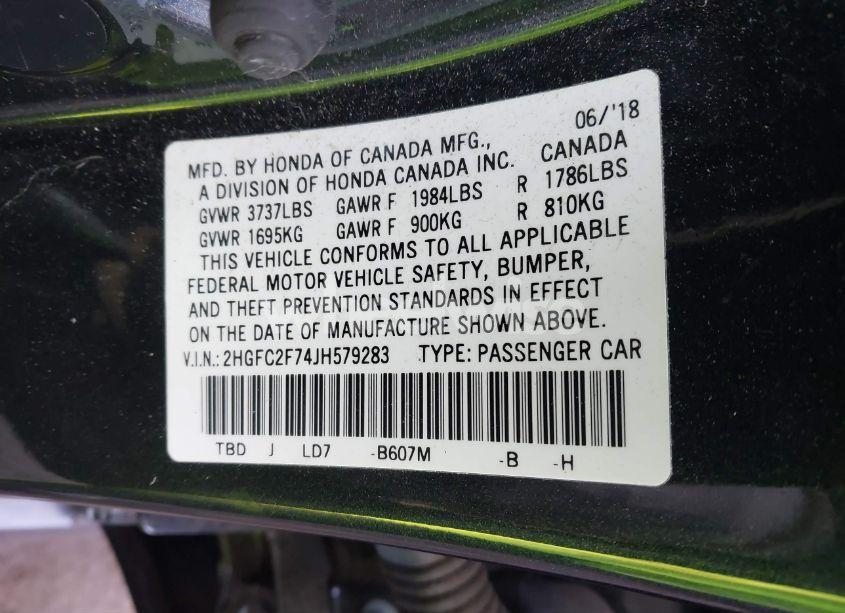 06/'18
MFD. BY HONDA OF CANADA MFG., CANADA
A DIVISION OF HONDA CANADA INC.
GVWR 3737LBS GAWR F 1984LBS R 1786LBS
GVWR 1695KG GAWR F 900KG R 810KG
THIS VEHICLE CONFORMS TO ALL APPLICABLE
FEDERAL MOTOR VEHICLE SAFETY, BUMPER,
AND THEFT PREVENTION STANDARDS IN EFFECT
ON THE DATE OF MANUFACTURE SHOWN ABOVE.
V.I.N.: 2HGFC2F74JH579283 TYPE: PASSENGER CAR
TBD J LD7 -B607M -B -H